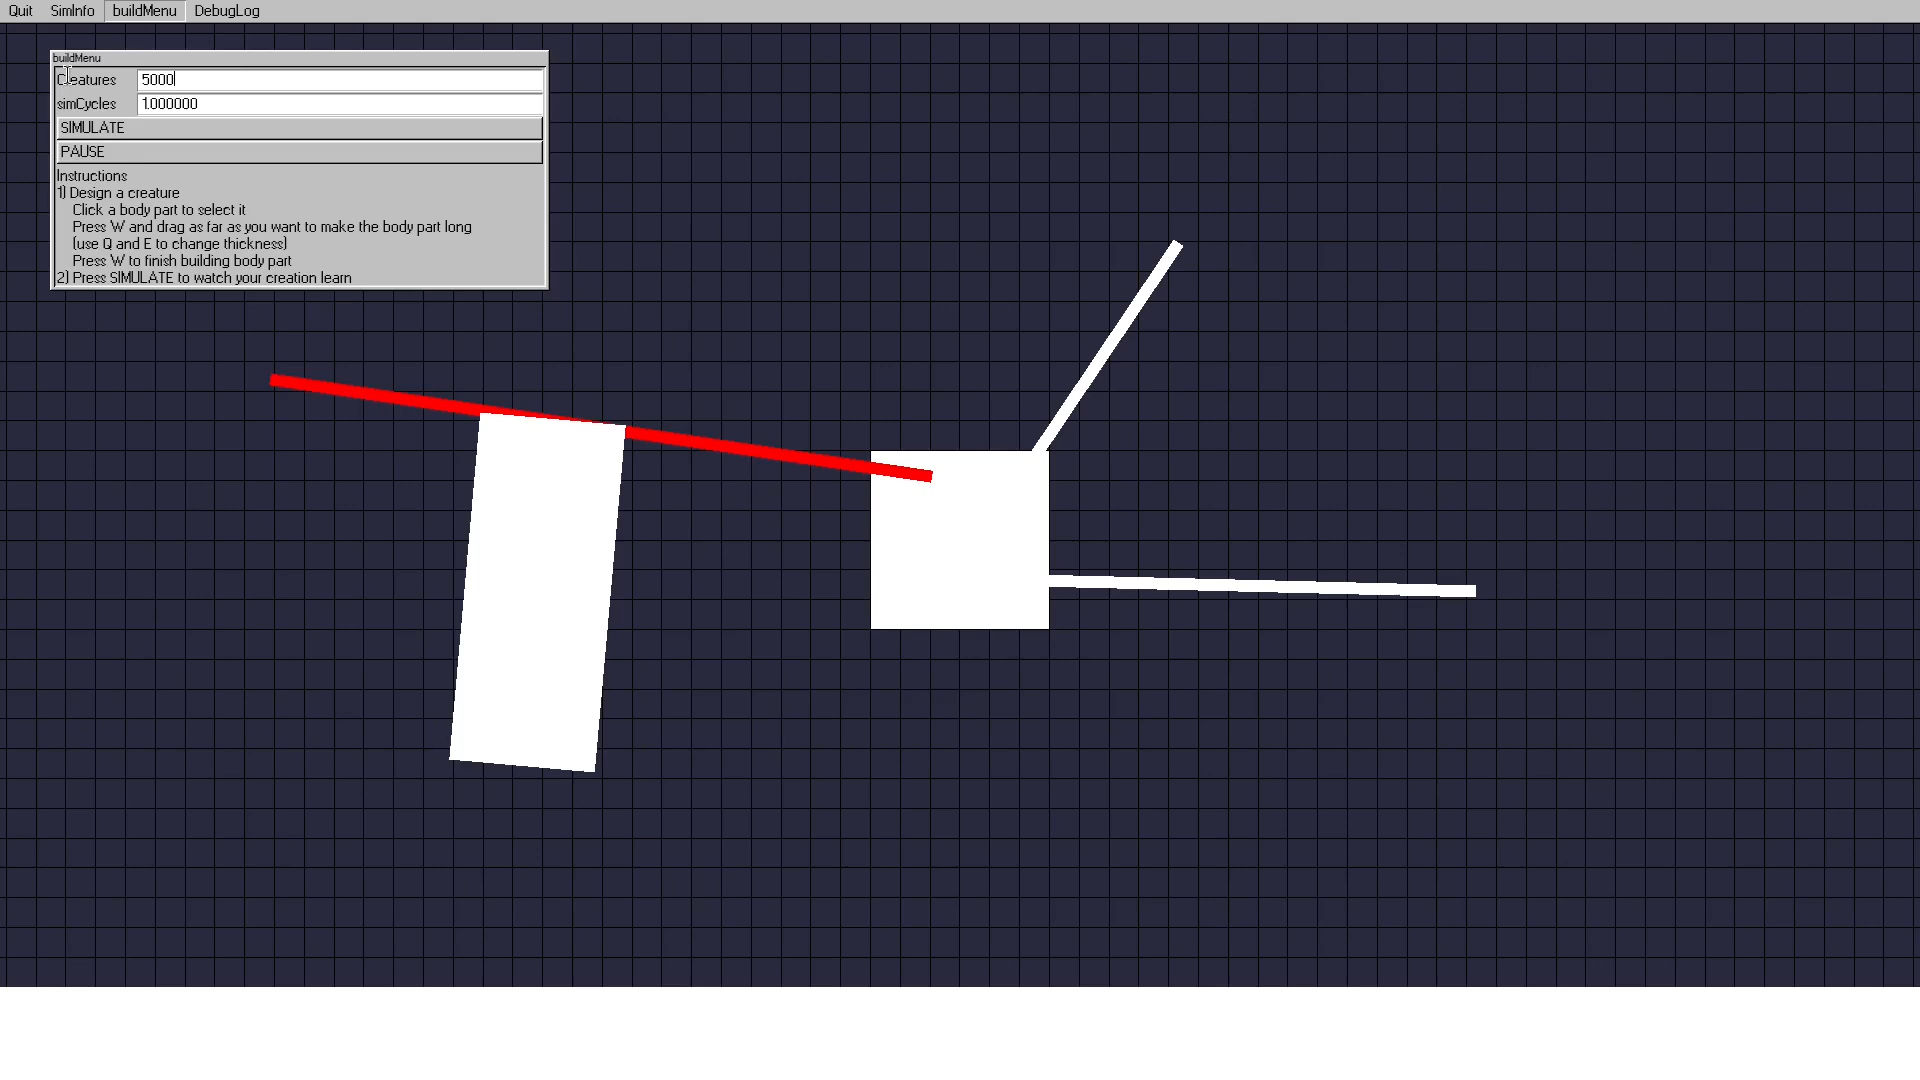 Quit SimInfo buildMenu DebugLog
buildMenu
Creatures 5000
simCycles 1.000000
SIMULATE
PAUSE
Instructions
1) Design a creature
Click a body part to select it
Press 'W' and drag as far as you want to make the body part long
(use Q and E to change thickness)
Press 'W' to finish building body part
2) Press SIMULATE to watch your creation learn